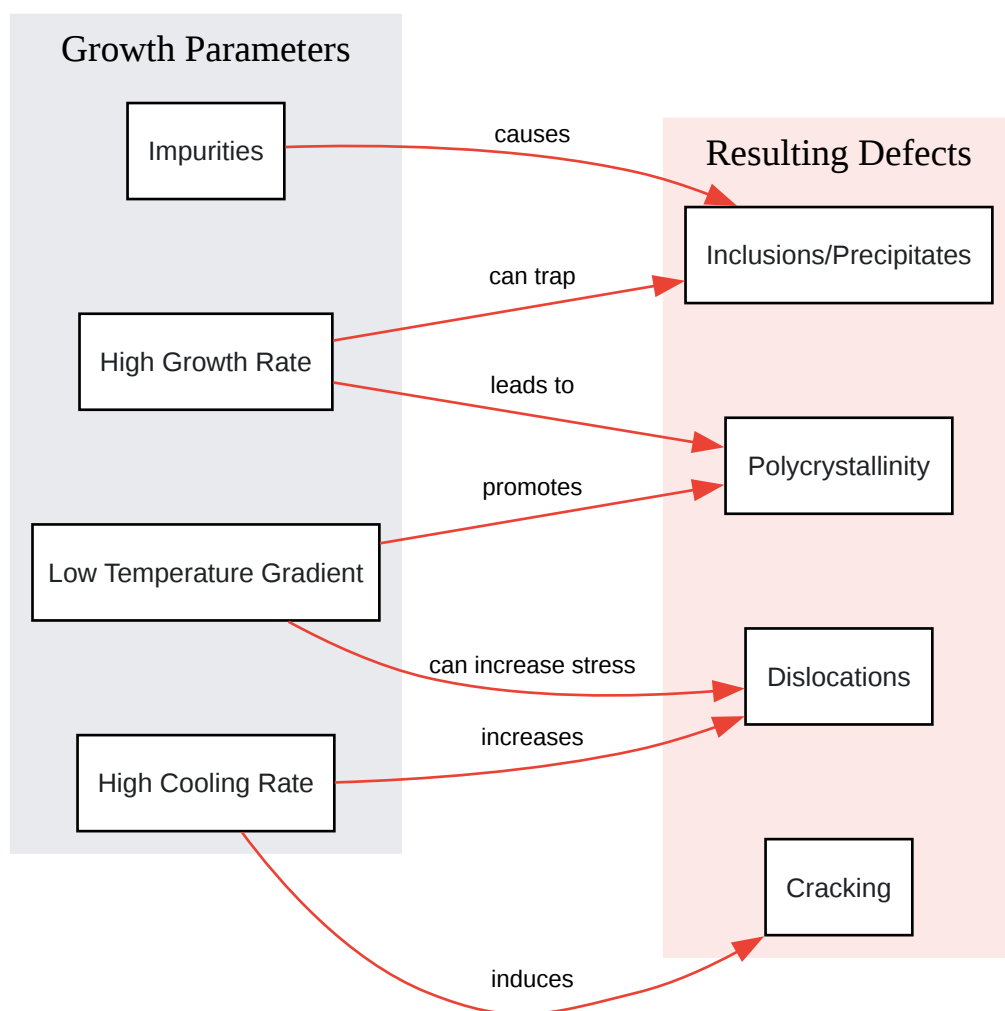 Growth Parameters
Impurities
High Growth Rate
Low Temperature Gradient
High Cooling Rate
causes
can trap
leads to
promotes
can increase stress
increases
induces
Resulting Defects
Inclusions/Precipitates
Polycrystallinity
Dislocations
Cracking